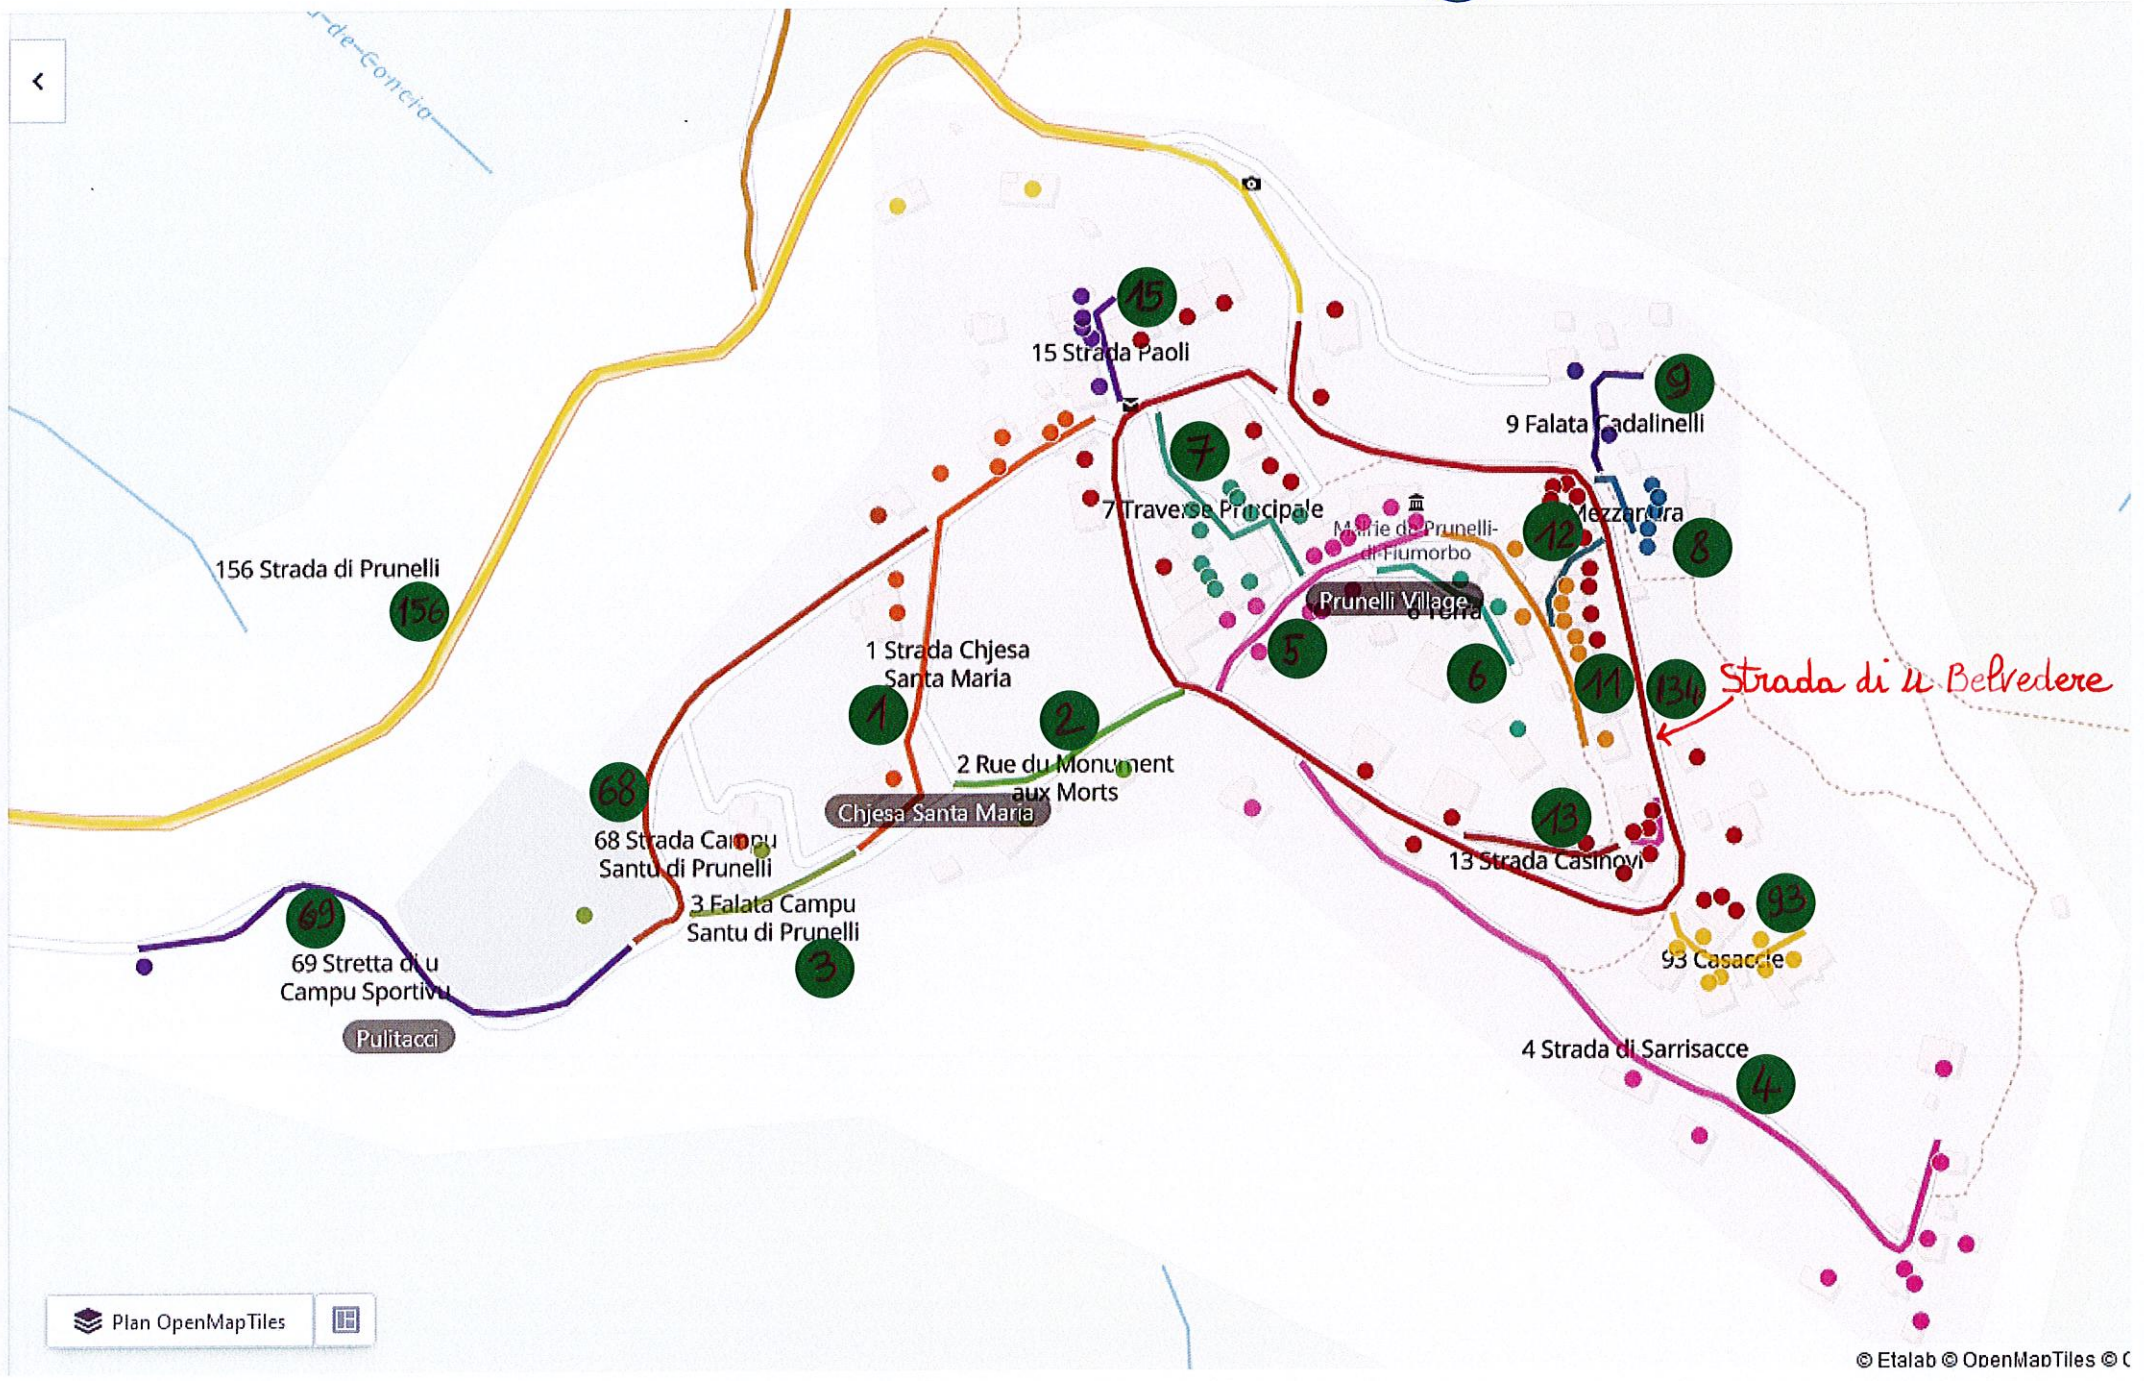 15
15 Strada Paoli
9
9 Falata Cadalinelli
7
7 Traverse Principale
Mairie de Prunelli-
di-Fiumorbo
12
Mezzanura
8
156 Strada di Prunelli
156
Prunelli Village
6 Terra
5
6
11
134
Strada di u Belvedere
1 Strada Chjesa
Santa Maria
1
2
2 Rue du Monument
aux Morts
Chjesa Santa Maria
68
68 Strada Campu
Santu di Prunelli
13
13 Strada Casinovi
3 Falata Campu
Santu di Prunelli
3
69
69 Stretta di u
Campu Sportivu
Pulitacci
93
93 Casaccie
4 Strada di Sarrisacce
4
Plan OpenMapTiles
© Etalab © OpenMapTiles ©